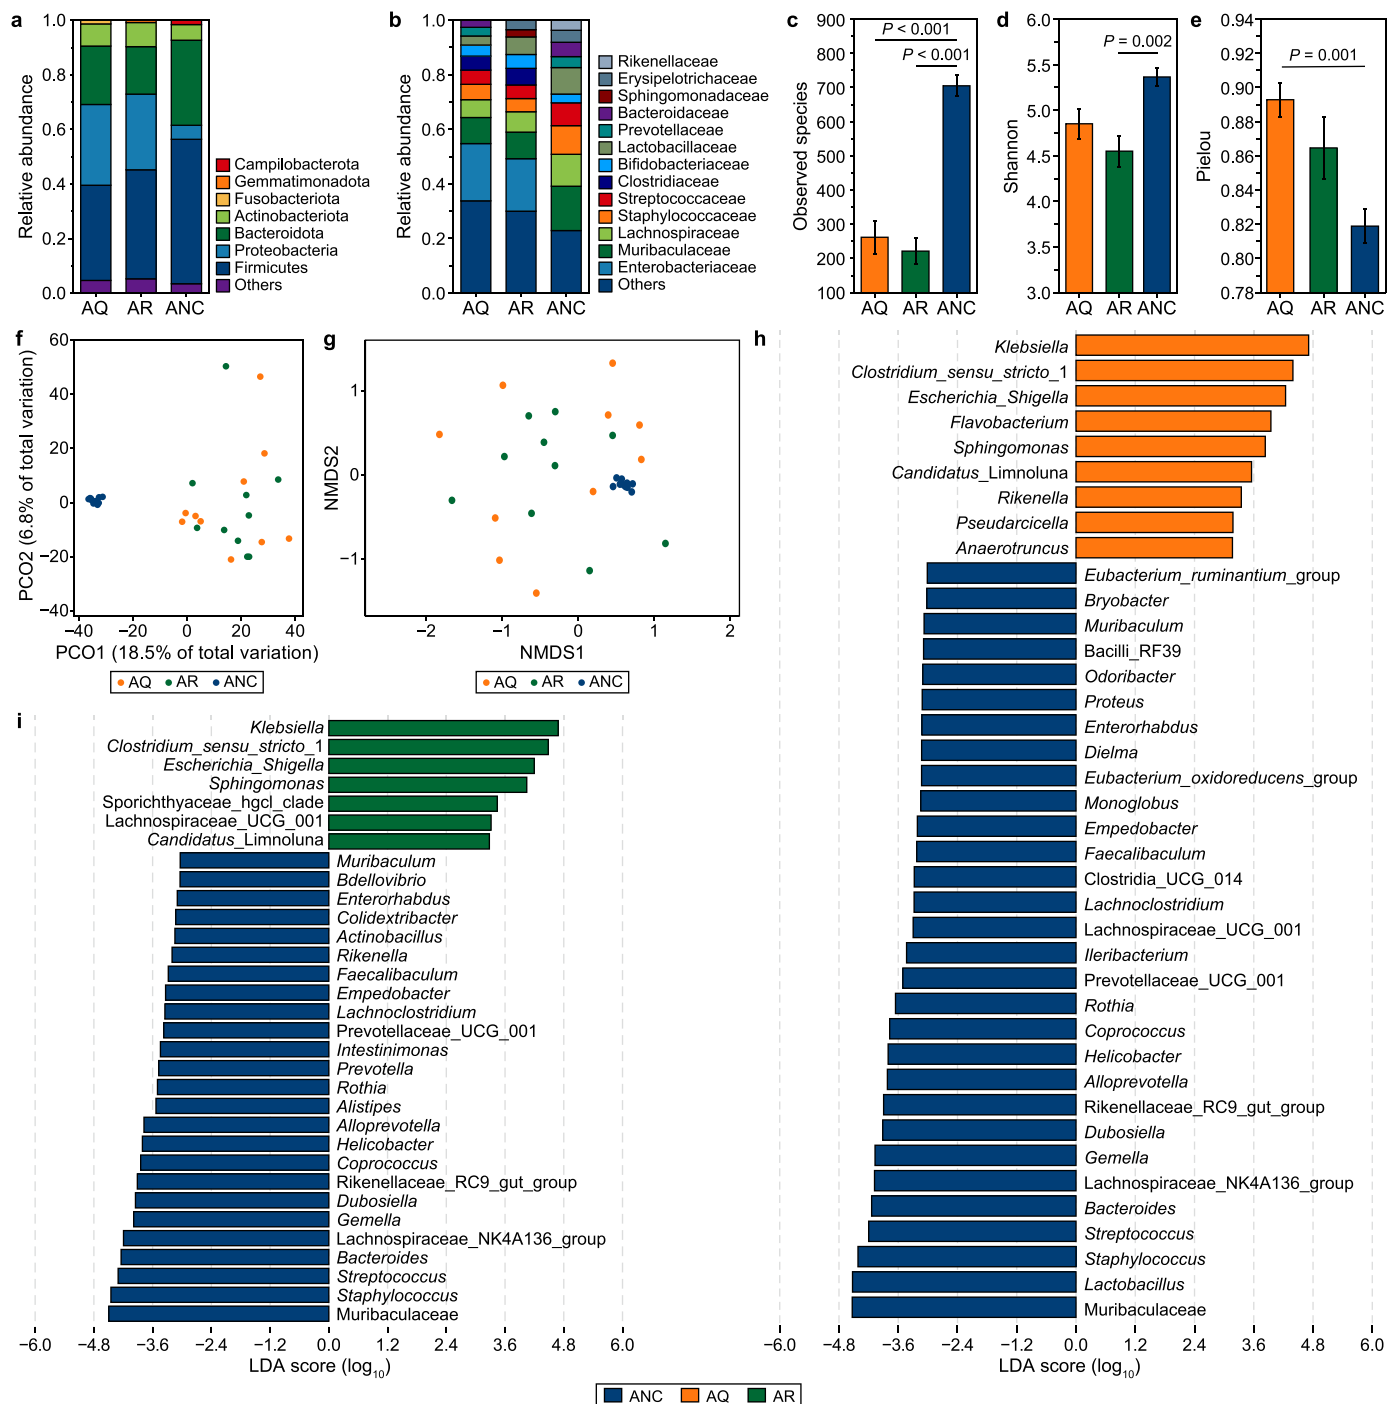 a
Relative abundance
1.0
0.8
0.6
0.4
0.2
0.0
AQ AR ANC
Campilobacterota
Gemmatimonadota
Fusobacteriota
Actinobacteriota
Bacteroidota
Proteobacteria
Firmicutes
Others
b
Relative abundance
1.0
0.8
0.6
0.4
0.2
0.0
AQ AR ANC
Rikenellaceae
Erysipelotrichaceae
Sphingomonadaceae
Bacteroidaceae
Prevotellaceae
Lactobacillaceae
Bifidobacteriaceae
Clostridiaceae
Streptococcaceae
Staphylococcaceae
Lachnospiraceae
Muribaculaceae
Enterobacteriaceae
Others
c
Observed species
900
800
700
600
500
400
300
200
100
P < 0.001
P < 0.001
AQ AR ANC
d
Shannon
6.0
5.5
5.0
4.5
4.0
3.5
3.0
P = 0.002
AQ AR ANC
e
Pielou
0.94
0.92
0.90
0.88
0.86
0.84
0.82
0.80
0.78
P = 0.001
AQ AR ANC
f
PCO2 (6.8% of total variation)
60
40
20
0
−20
−40
−40 −20 0 20 40
PCO1 (18.5% of total variation)
AQ AR ANC
g
NMDS2
1
0
−1
−2 −1 0 1 2
NMDS1
AQ AR ANC
h
Klebsiella
Clostridium_sensu_stricto_1
Escherichia_Shigella
Flavobacterium
Sphingomonas
Candidatus_Limnoluna
Rikenella
Pseudarcicella
Anaerotruncus
Eubacterium_ruminantium_group
Bryobacter
Muribaculum
Bacilli_RF39
Odoribacter
Proteus
Enterorhabdus
Dielma
Eubacterium_oxidoreducens_group
Monoglobus
Empedobacter
Faecalibaculum
Clostridia_UCG_014
Lachnoclostridium
Lachnospiraceae_UCG_001
Ileribacterium
Prevotellaceae_UCG_001
Rothia
Coprococcus
Helicobacter
Alloprevotella
Rikenellaceae_RC9_gut_group
Dubosiella
Gemella
Lachnospiraceae_NK4A136_group
Bacteroides
Streptococcus
Staphylococcus
Lactobacillus
Muribaculaceae
−6.0 −4.8 −3.6 −2.4 −1.2 0.0 1.2 2.4 3.6 4.8 6.0
LDA score (log10)
i
Klebsiella
Clostridium_sensu_stricto_1
Escherichia_Shigella
Sphingomonas
Sporichthyaceae_hgcl_clade
Lachnospiraceae_UCG_001
Candidatus_Limnoluna
Muribaculum
Bdellovibrio
Enterorhabdus
Colidextribacter
Actinobacillus
Rikenella
Faecalibaculum
Empedobacter
Lachnoclostridium
Prevotellaceae_UCG_001
Intestinimonas
Prevotella
Rothia
Alistipes
Alloprevotella
Helicobacter
Coprococcus
Rikenellaceae_RC9_gut_group
Dubosiella
Gemella
Lachnospiraceae_NK4A136_group
Bacteroides
Streptococcus
Staphylococcus
Muribaculaceae
−6.0 −4.8 −3.6 −2.4 −1.2 0.0 1.2 2.4 3.6 4.8 6.0
LDA score (log10)
ANC AQ AR